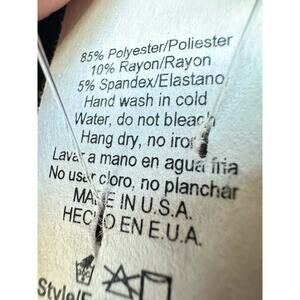 85% Polyester/Poliester
10% Rayon/Rayon
5% Spandex/Elastano
Hand wash in cold
Water, do not bleach
Hang dry, no iron
Lavar a mano en agua fria
No usar cloro, no planchar
MADE IN U.S.A.
HECHO EN E.U.A.
Style/